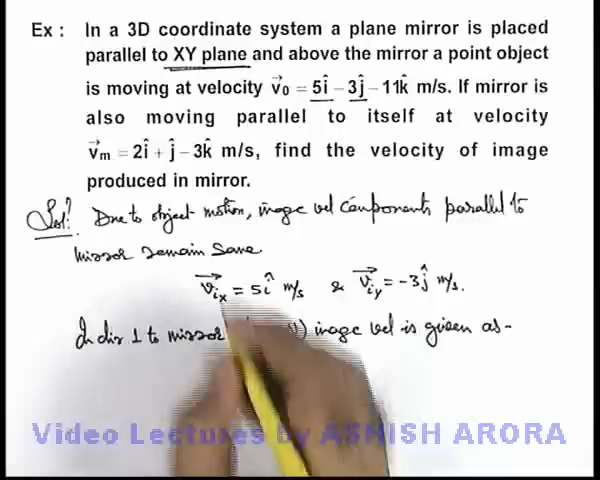 Ex : In a 3D coordinate system a plane mirror is placed
parallel to XY plane and above the mirror a point object
is moving at velocity v⃗₀ = 5î − 3ĵ − 11k̂ m/s. If mirror is
also moving parallel to itself at velocity
v⃗ₘ = 2î + ĵ − 3k̂ m/s, find the velocity of image
produced in mirror.
Sol: Due to object motion, image vel components parallel to
mirror remain same.
v⃗ᵢₓ = 5î m/s & v⃗ᵢᵧ = −3ĵ m/s.
In dirⁿ ⊥ to mirror image vel is given as-
Video Lectures by ASHISH ARORA